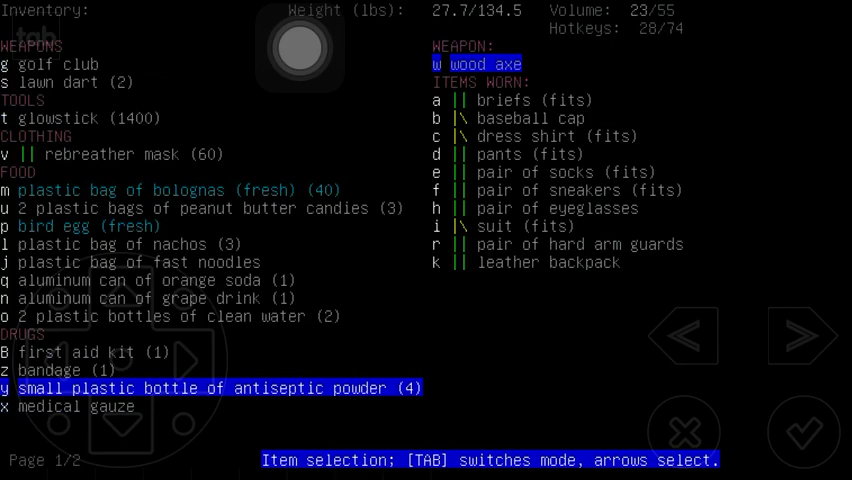 Inventory: Weight (lbs): 27.7/134.5 Volume: 23/55
Hotkeys: 28/74
tab
WEAPONS
g golf club
s lawn dart (2)
TOOLS
t glowstick (1400)
CLOTHING
v || rebreather mask (60)
FOOD
m plastic bag of bolognas (fresh) (40)
u 2 plastic bags of peanut butter candies (3)
p bird egg (fresh)
l plastic bag of nachos (3)
j plastic bag of fast noodles
q aluminum can of orange soda (1)
n aluminum can of grape drink (1)
o 2 plastic bottles of clean water (2)
DRUGS
B first aid kit (1)
z bandage (1)
y small plastic bottle of antiseptic powder (4)
x medical gauze
WEAPON:
w wood axe
ITEMS WORN:
a || briefs (fits)
b |\ baseball cap
c |\ dress shirt (fits)
d || pants (fits)
e || pair of socks (fits)
f || pair of sneakers (fits)
h || pair of eyeglasses
i |\ suit (fits)
r || pair of hard arm guards
k || leather backpack
Page 1/2 Item selection; [TAB] switches mode, arrows select.